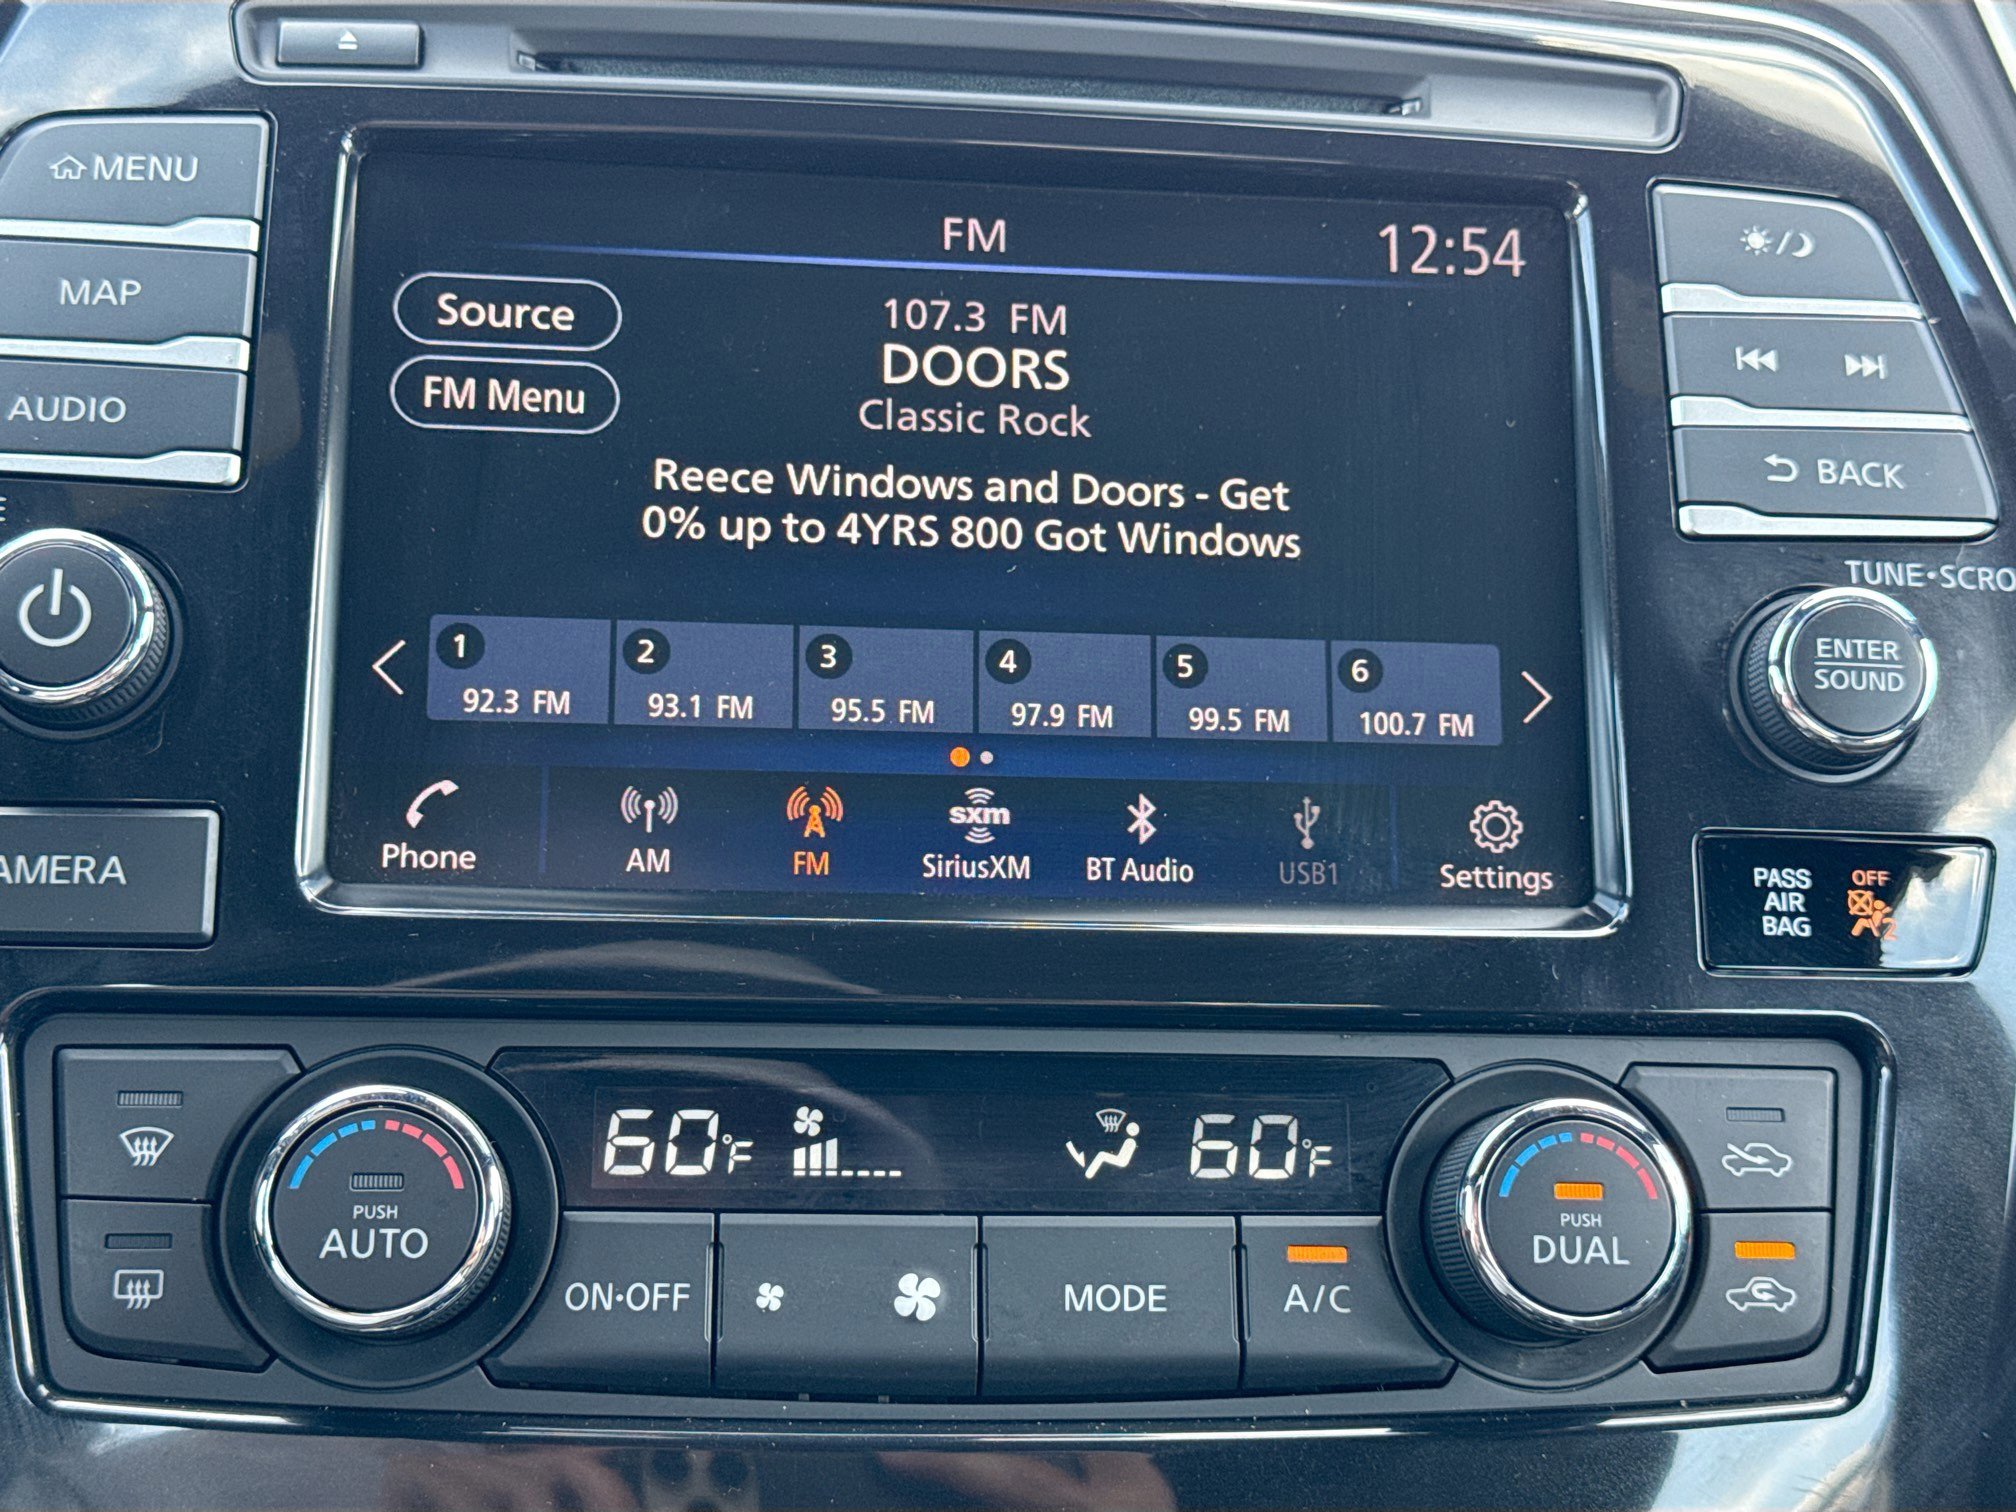 MENU
MAP
AUDIO
AMERA
FM
12:54
Source
FM Menu
107.3 FM
DOORS
Classic Rock
Reece Windows and Doors - Get
0% up to 4YRS 800 Got Windows
1
92.3 FM
2
93.1 FM
3
95.5 FM
4
97.9 FM
5
99.5 FM
6
100.7 FM
Phone
AM
FM
sxm
SiriusXM
BT Audio
USB1
Settings
BACK
TUNE•SCRO
ENTER
SOUND
PASS
AIR
BAG
OFF
2
PUSH
AUTO
60°F
60°F
ON•OFF
MODE
A/C
PUSH
DUAL